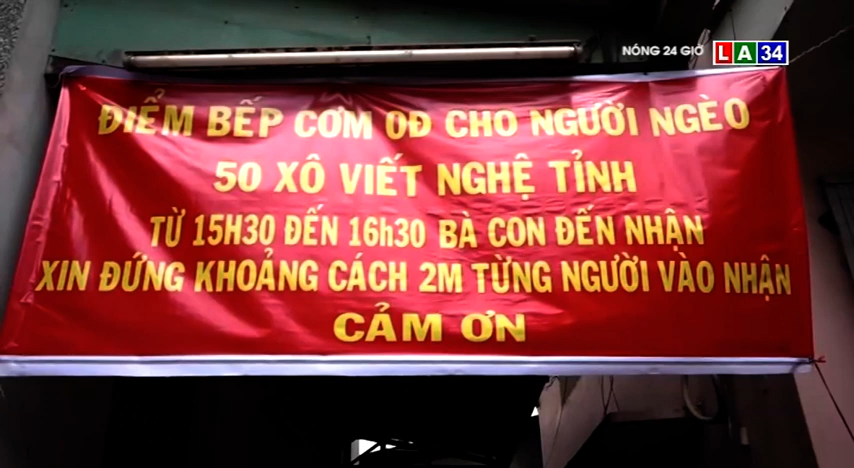 NÓNG 24 GIỜ LA34
ĐIỂM BẾP CƠM 0Đ CHO NGƯỜI NGÈO
50 XÔ VIẾT NGHỆ TỈNH
TỪ 15H30 ĐẾN 16h30 BÀ CON ĐẾN NHẬN
XIN ĐỨNG KHOẢNG CÁCH 2M TỪNG NGƯỜI VÀO NHẬN
CẢM ƠN